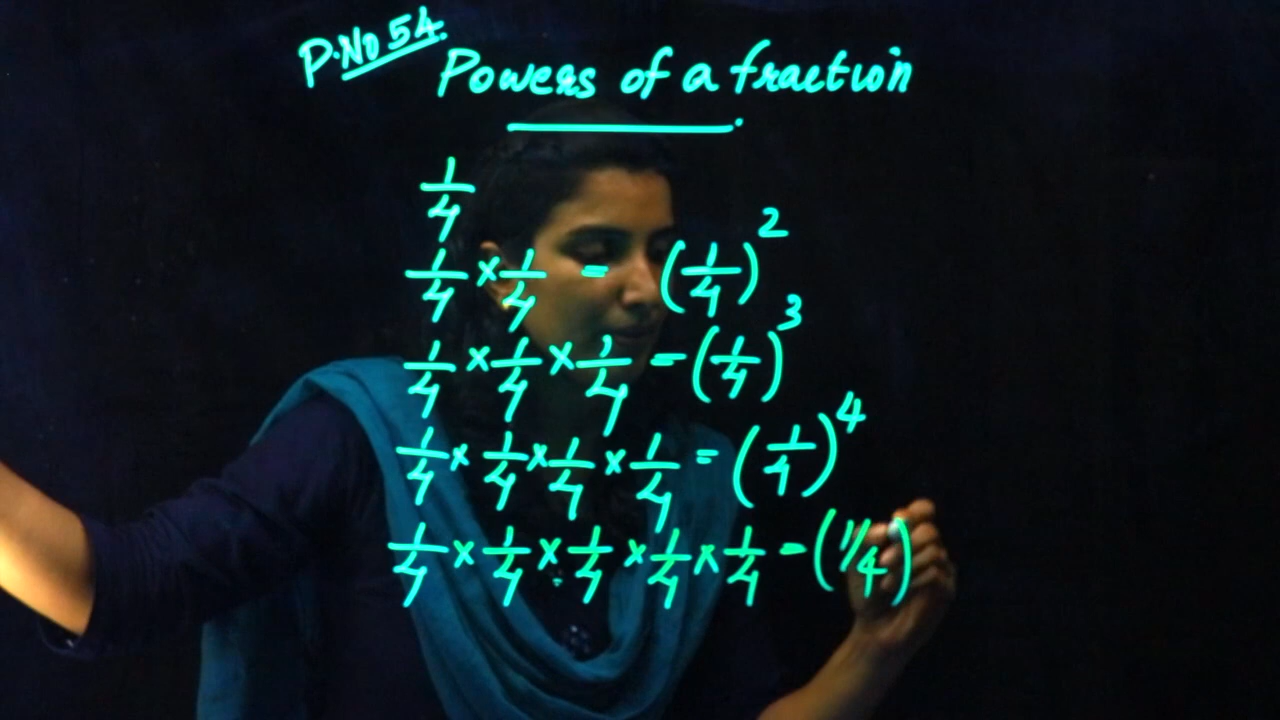 P.No 54.
Powers of a fraction
1/4
1/4 × 1/4 = (1/4)²
1/4 × 1/4 × 1/4 = (1/4)³
1/4 × 1/4 × 1/4 × 1/4 = (1/4)⁴
1/4 × 1/4 × 1/4 × 1/4 × 1/4 = (1/4)